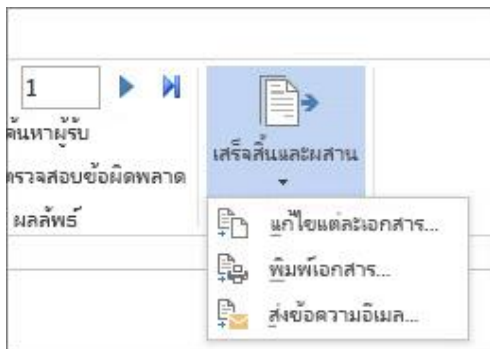 1
ค้นหาผู้รับ
ตรวจสอบข้อผิดพลาด
ผลลัพธ์
เสร็จสิ้นและผสาน
แก้ไขแต่ละเอกสาร...
พิมพ์เอกสาร...
ส่งข้อความอีเมล...